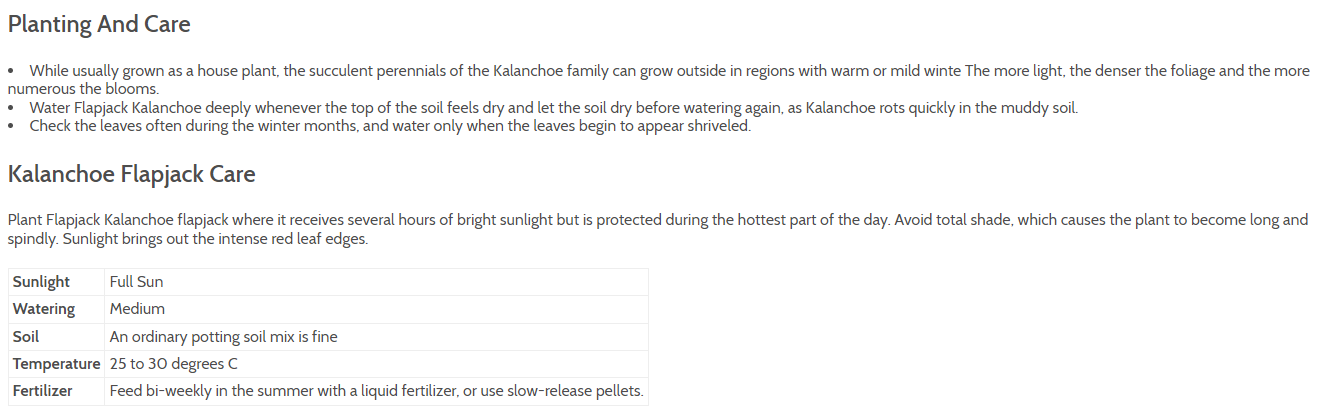 Planting And Care
• While usually grown as a house plant, the succulent perennials of the Kalanchoe family can grow outside in regions with warm or mild winte The more light, the denser the foliage and the more
numerous the blooms.
• Water Flapjack Kalanchoe deeply whenever the top of the soil feels dry and let the soil dry before watering again, as Kalanchoe rots quickly in the muddy soil.
• Check the leaves often during the winter months, and water only when the leaves begin to appear shriveled.
Kalanchoe Flapjack Care
Plant Flapjack Kalanchoe flapjack where it receives several hours of bright sunlight but is protected during the hottest part of the day. Avoid total shade, which causes the plant to become long and
spindly. Sunlight brings out the intense red leaf edges.
Sunlight Full Sun
Watering Medium
Soil An ordinary potting soil mix is fine
Temperature 25 to 30 degrees C
Fertilizer Feed bi-weekly in the summer with a liquid fertilizer, or use slow-release pellets.